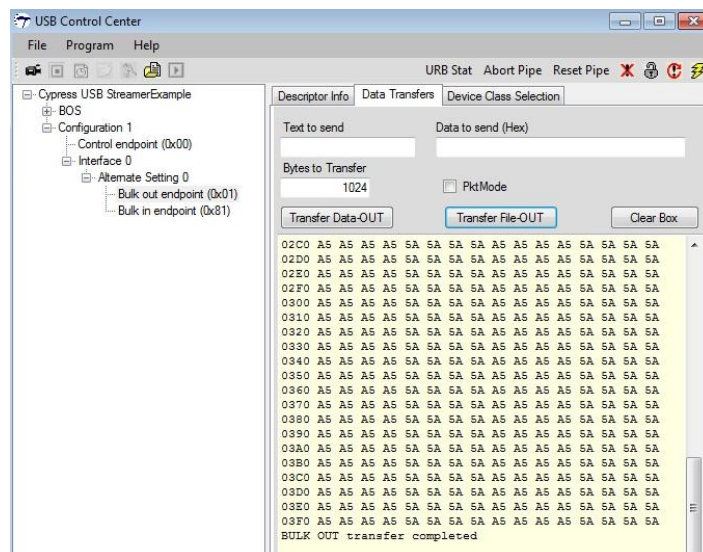 USB Control Center
File Program Help
URB Stat Abort Pipe Reset Pipe
Cypress USB StreamerExample
BOS
Configuration 1
Control endpoint (0x00)
Interface 0
Alternate Setting 0
Bulk out endpoint (0x01)
Bulk in endpoint (0x81)
Descriptor Info Data Transfers Device Class Selection
Text to send Data to send (Hex)
Bytes to Transfer
1024 PktMode
Transfer Data-OUT Transfer File-OUT Clear Box
02C0 A5 A5 A5 A5 5A 5A 5A 5A A5 A5 A5 A5 5A 5A 5A 5A
02D0 A5 A5 A5 A5 5A 5A 5A 5A A5 A5 A5 A5 5A 5A 5A 5A
02E0 A5 A5 A5 A5 5A 5A 5A 5A A5 A5 A5 A5 5A 5A 5A 5A
02F0 A5 A5 A5 A5 5A 5A 5A 5A A5 A5 A5 A5 5A 5A 5A 5A
0300 A5 A5 A5 A5 5A 5A 5A 5A A5 A5 A5 A5 5A 5A 5A 5A
0310 A5 A5 A5 A5 5A 5A 5A 5A A5 A5 A5 A5 5A 5A 5A 5A
0320 A5 A5 A5 A5 5A 5A 5A 5A A5 A5 A5 A5 5A 5A 5A 5A
0330 A5 A5 A5 A5 5A 5A 5A 5A A5 A5 A5 A5 5A 5A 5A 5A
0340 A5 A5 A5 A5 5A 5A 5A 5A A5 A5 A5 A5 5A 5A 5A 5A
0350 A5 A5 A5 A5 5A 5A 5A 5A A5 A5 A5 A5 5A 5A 5A 5A
0360 A5 A5 A5 A5 5A 5A 5A 5A A5 A5 A5 A5 5A 5A 5A 5A
0370 A5 A5 A5 A5 5A 5A 5A 5A A5 A5 A5 A5 5A 5A 5A 5A
0380 A5 A5 A5 A5 5A 5A 5A 5A A5 A5 A5 A5 5A 5A 5A 5A
0390 A5 A5 A5 A5 5A 5A 5A 5A A5 A5 A5 A5 5A 5A 5A 5A
03A0 A5 A5 A5 A5 5A 5A 5A 5A A5 A5 A5 A5 5A 5A 5A 5A
03B0 A5 A5 A5 A5 5A 5A 5A 5A A5 A5 A5 A5 5A 5A 5A 5A
03C0 A5 A5 A5 A5 5A 5A 5A 5A A5 A5 A5 A5 5A 5A 5A 5A
03D0 A5 A5 A5 A5 5A 5A 5A 5A A5 A5 A5 A5 5A 5A 5A 5A
03E0 A5 A5 A5 A5 5A 5A 5A 5A A5 A5 A5 A5 5A 5A 5A 5A
03F0 A5 A5 A5 A5 5A 5A 5A 5A A5 A5 A5 A5 5A 5A 5A 5A
BULK OUT transfer completed